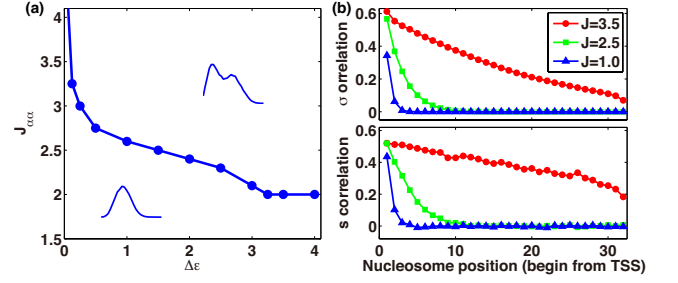 (a)
4
3.5
3
2.5
2
1.5
J_αα
0 1 2 3 4
Δε
(b)
0.6
0.4
0.2
0
σ orrelation
J=3.5
J=2.5
J=1.0
0.6
0.4
0.2
0
s correlation
0 10 20 30
Nucleosome position (begin from TSS)